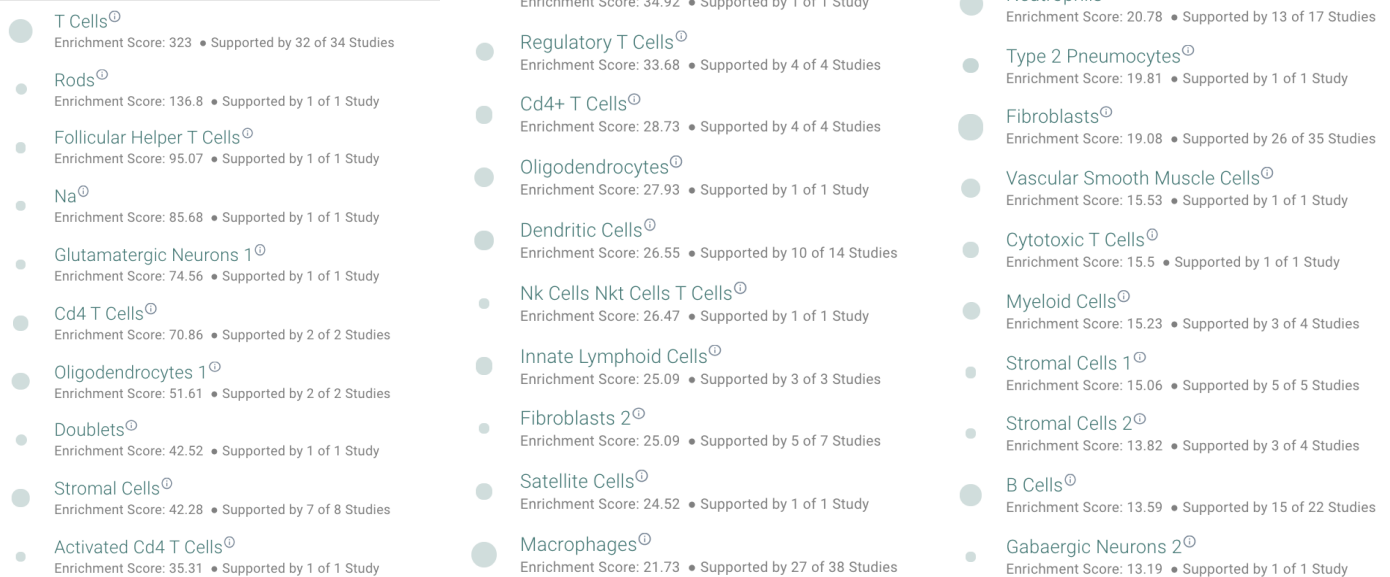 T Cells
Enrichment Score: 323 ● Supported by 32 of 34 Studies
Rods
Enrichment Score: 136.8 ● Supported by 1 of 1 Study
Follicular Helper T Cells
Enrichment Score: 95.07 ● Supported by 1 of 1 Study
Na
Enrichment Score: 85.68 ● Supported by 1 of 1 Study
Glutamatergic Neurons 1
Enrichment Score: 74.56 ● Supported by 1 of 1 Study
Cd4 T Cells
Enrichment Score: 70.86 ● Supported by 2 of 2 Studies
Oligodendrocytes 1
Enrichment Score: 51.61 ● Supported by 2 of 2 Studies
Doublets
Enrichment Score: 42.52 ● Supported by 1 of 1 Study
Stromal Cells
Enrichment Score: 42.28 ● Supported by 7 of 8 Studies
Activated Cd4 T Cells
Enrichment Score: 35.31 ● Supported by 1 of 1 Study
Enrichment Score: 34.92 ● Supported by 1 of 1 Study
Regulatory T Cells
Enrichment Score: 33.68 ● Supported by 4 of 4 Studies
Cd4+ T Cells
Enrichment Score: 28.73 ● Supported by 4 of 4 Studies
Oligodendrocytes
Enrichment Score: 27.93 ● Supported by 1 of 1 Study
Dendritic Cells
Enrichment Score: 26.55 ● Supported by 10 of 14 Studies
Nk Cells Nkt Cells T Cells
Enrichment Score: 26.47 ● Supported by 1 of 1 Study
Innate Lymphoid Cells
Enrichment Score: 25.09 ● Supported by 3 of 3 Studies
Fibroblasts 2
Enrichment Score: 25.09 ● Supported by 5 of 7 Studies
Satellite Cells
Enrichment Score: 24.52 ● Supported by 1 of 1 Study
Macrophages
Enrichment Score: 21.73 ● Supported by 27 of 38 Studies
Neutrophils
Enrichment Score: 20.78 ● Supported by 13 of 17 Studies
Type 2 Pneumocytes
Enrichment Score: 19.81 ● Supported by 1 of 1 Study
Fibroblasts
Enrichment Score: 19.08 ● Supported by 26 of 35 Studies
Vascular Smooth Muscle Cells
Enrichment Score: 15.53 ● Supported by 1 of 1 Study
Cytotoxic T Cells
Enrichment Score: 15.5 ● Supported by 1 of 1 Study
Myeloid Cells
Enrichment Score: 15.23 ● Supported by 3 of 4 Studies
Stromal Cells 1
Enrichment Score: 15.06 ● Supported by 5 of 5 Studies
Stromal Cells 2
Enrichment Score: 13.82 ● Supported by 3 of 4 Studies
B Cells
Enrichment Score: 13.59 ● Supported by 15 of 22 Studies
Gabaergic Neurons 2
Enrichment Score: 13.19 ● Supported by 1 of 1 Study